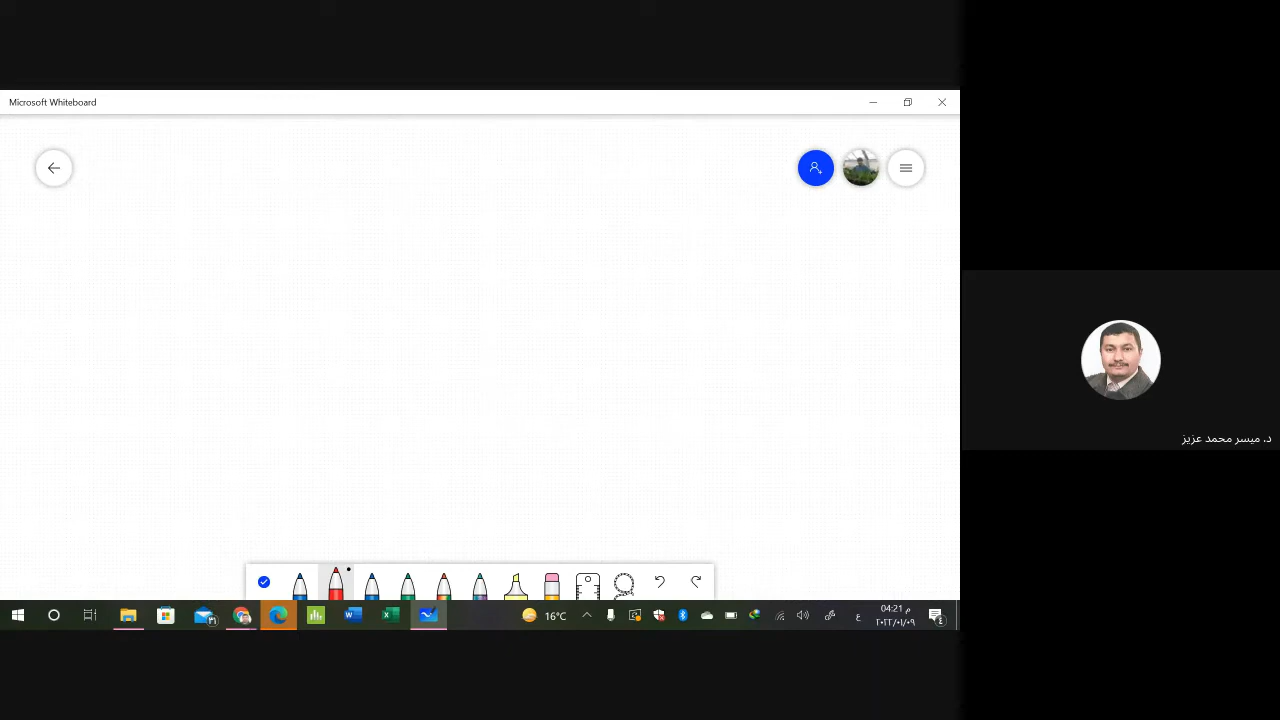 Microsoft Whiteboard
د. ميسر محمد عزيز
16°C
ع
04:21 م
٢٠٢٢/٠١/٠٩